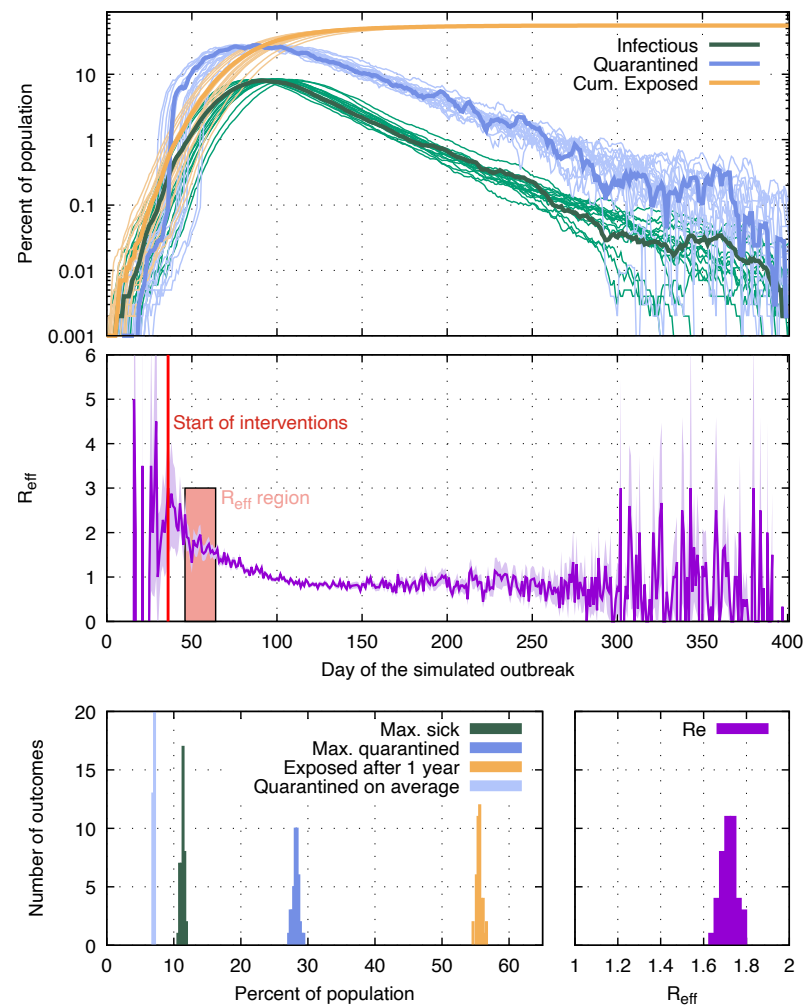 Percent of population
10
1
0.1
0.01
0.001
Infectious
Quarantined
Cum. Exposed
R_eff
6
5
4
3
2
1
0
Start of interventions
R_eff region
0 50 100 150 200 250 300 350 400
Day of the simulated outbreak
Number of outcomes
20
15
10
5
0
Max. sick
Max. quarantined
Exposed after 1 year
Quarantined on average
0 10 20 30 40 50 60
Percent of population
Re
1 1.2 1.4 1.6 1.8 2
R_eff